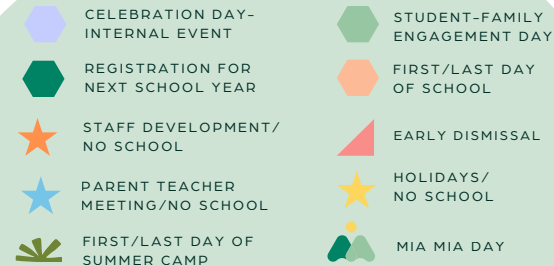 CELEBRATION DAY-
INTERNAL EVENT
REGISTRATION FOR
NEXT SCHOOL YEAR
STAFF DEVELOPMENT/
NO SCHOOL
PARENT TEACHER
MEETING/NO SCHOOL
FIRST/LAST DAY OF
SUMMER CAMP
STUDENT-FAMILY
ENGAGEMENT DAY
FIRST/LAST DAY
OF SCHOOL
EARLY DISMISSAL
HOLIDAYS/
NO SCHOOL
MIA MIA DAY